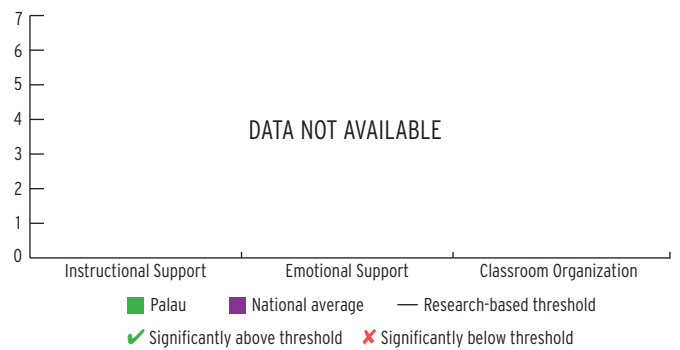 7
6
5
4
3
2
1
0
DATA NOT AVAILABLE
Instructional Support Emotional Support Classroom Organization
Palau National average Research-based threshold
Significantly above threshold Significantly below threshold